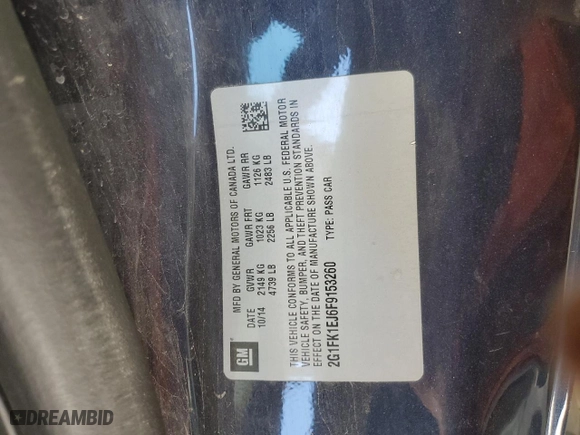 GM
MFD BY GENERAL MOTORS OF CANADA LTD.
DATE GVWR GAWR FRT GAWR RR
10/14 2149 KG 1023 KG 1126 KG
4739 LB 2256 LB 2483 LB
THIS VEHICLE CONFORMS TO ALL APPLICABLE U.S. FEDERAL MOTOR
VEHICLE SAFETY, BUMPER, AND THEFT PREVENTION STANDARDS IN
EFFECT ON THE DATE OF MANUFACTURE SHOWN ABOVE.
2G1FK1EJ6F9153260 TYPE: PASS CAR
DREAMBID